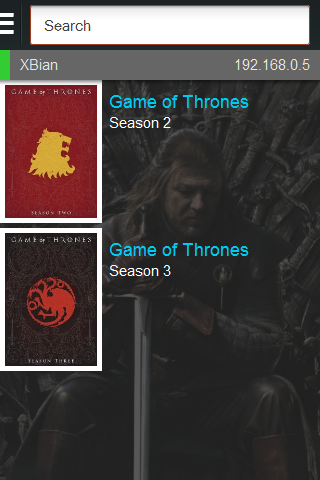 Search
XBian
192.168.0.5
GAME OF THRONES
SEASON TWO
Game of Thrones
Season 2
GAME OF THRONES
SEASON THREE
Game of Thrones
Season 3